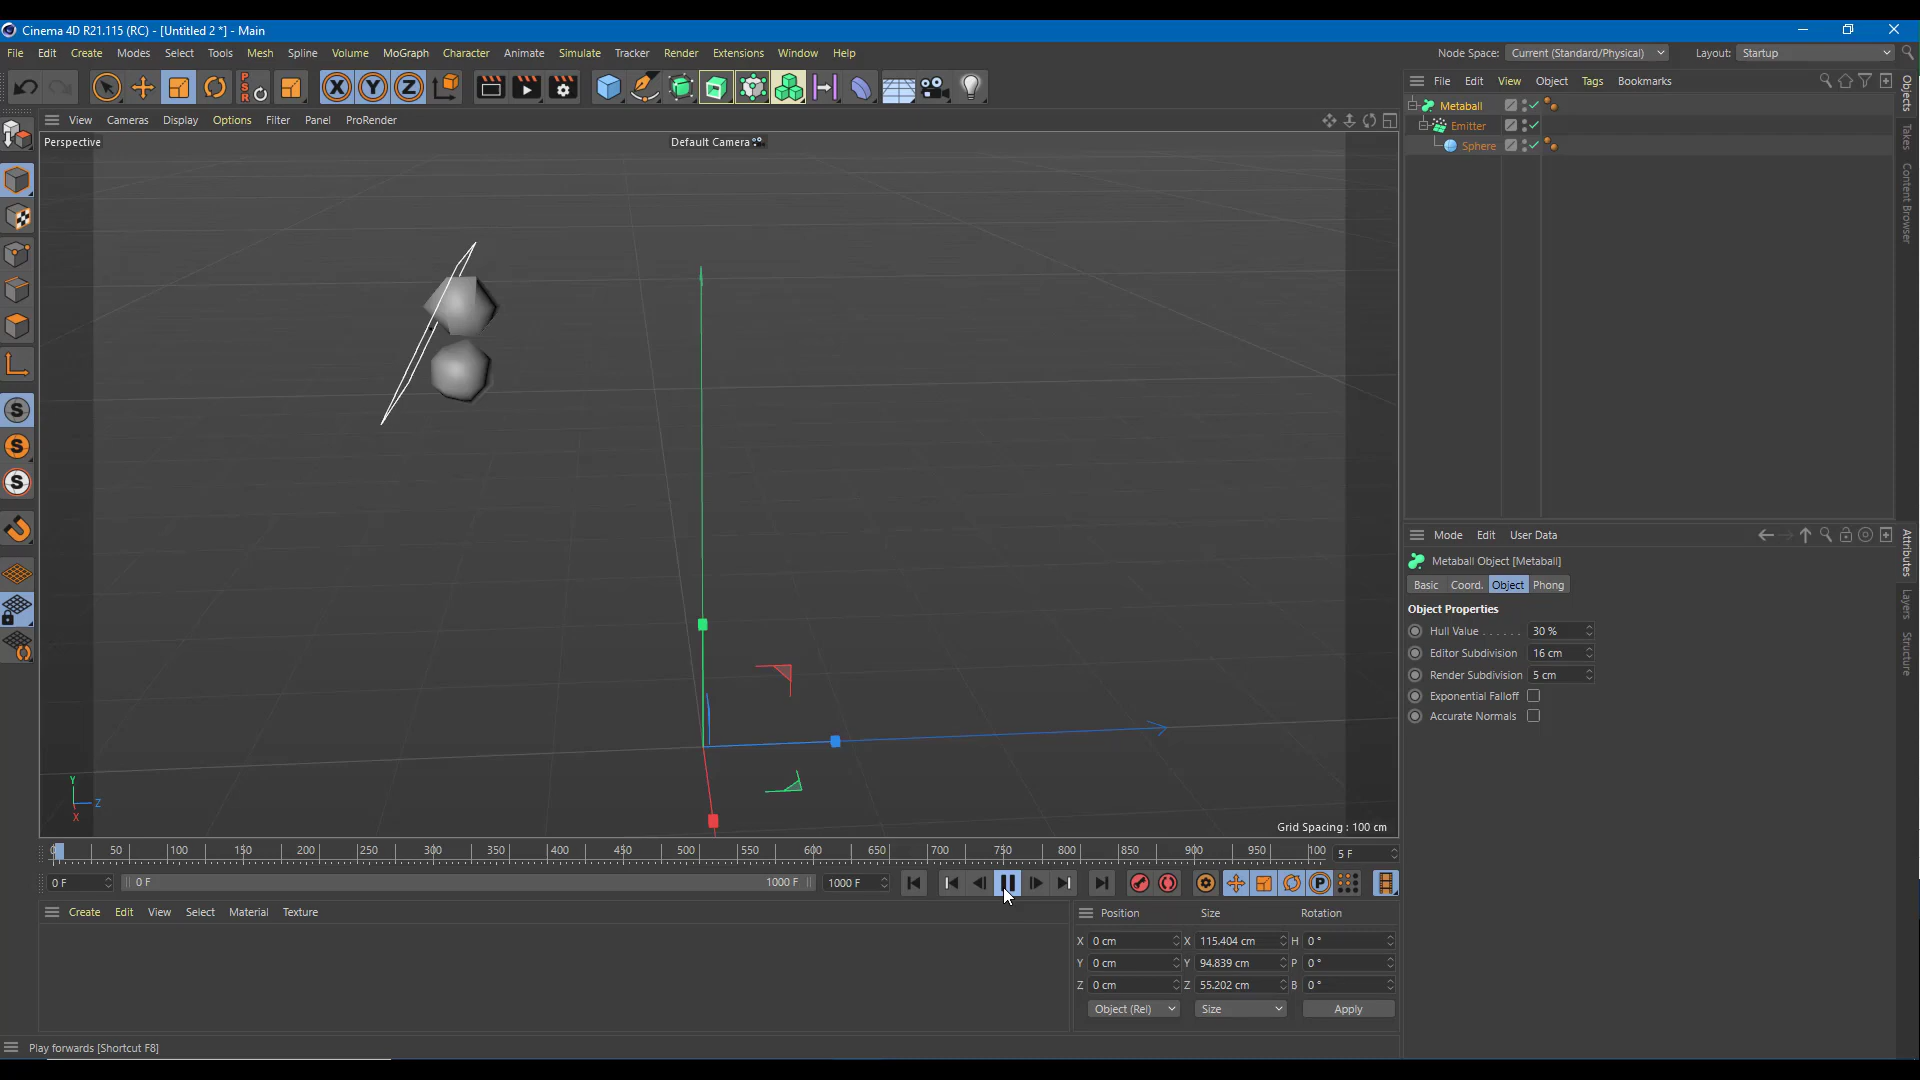 Cinema 4D R21.115 (RC) - [Untitled 2 *] - Main
File Edit Create Modes Select Tools Mesh Spline Volume MoGraph Character Animate Simulate Tracker Render Extensions Window Help
Node Space: Current (Standard/Physical) Layout: Startup
X Y Z
File Edit View Object Tags Bookmarks
View Cameras Display Options Filter Panel ProRender
Perspective
Default Camera
Metaball
Emitter
Sphere
Objects
Takes
Content Browser
Mode Edit User Data
Metaball Object [Metaball]
Basic Coord. Object Phong
Object Properties
Hull Value . . . . . . 30 %
Editor Subdivision 16 cm
Render Subdivision 5 cm
Exponential Falloff
Accurate Normals
Attributes
Layers
Structure
Y
Z
X
Grid Spacing : 100 cm
0 50 100 150 200 250 300 350 400 450 500 550 600 650 700 750 800 850 900 950 100 5 F
0 F 0 F 1000 F 1000 F
Create Edit View Select Material Texture
Position Size Rotation
X 0 cm X 115.404 cm H 0 °
Y 0 cm Y 94.839 cm P 0 °
Z 0 cm Z 55.202 cm B 0 °
Object (Rel) Size Apply
Play forwards [Shortcut F8]